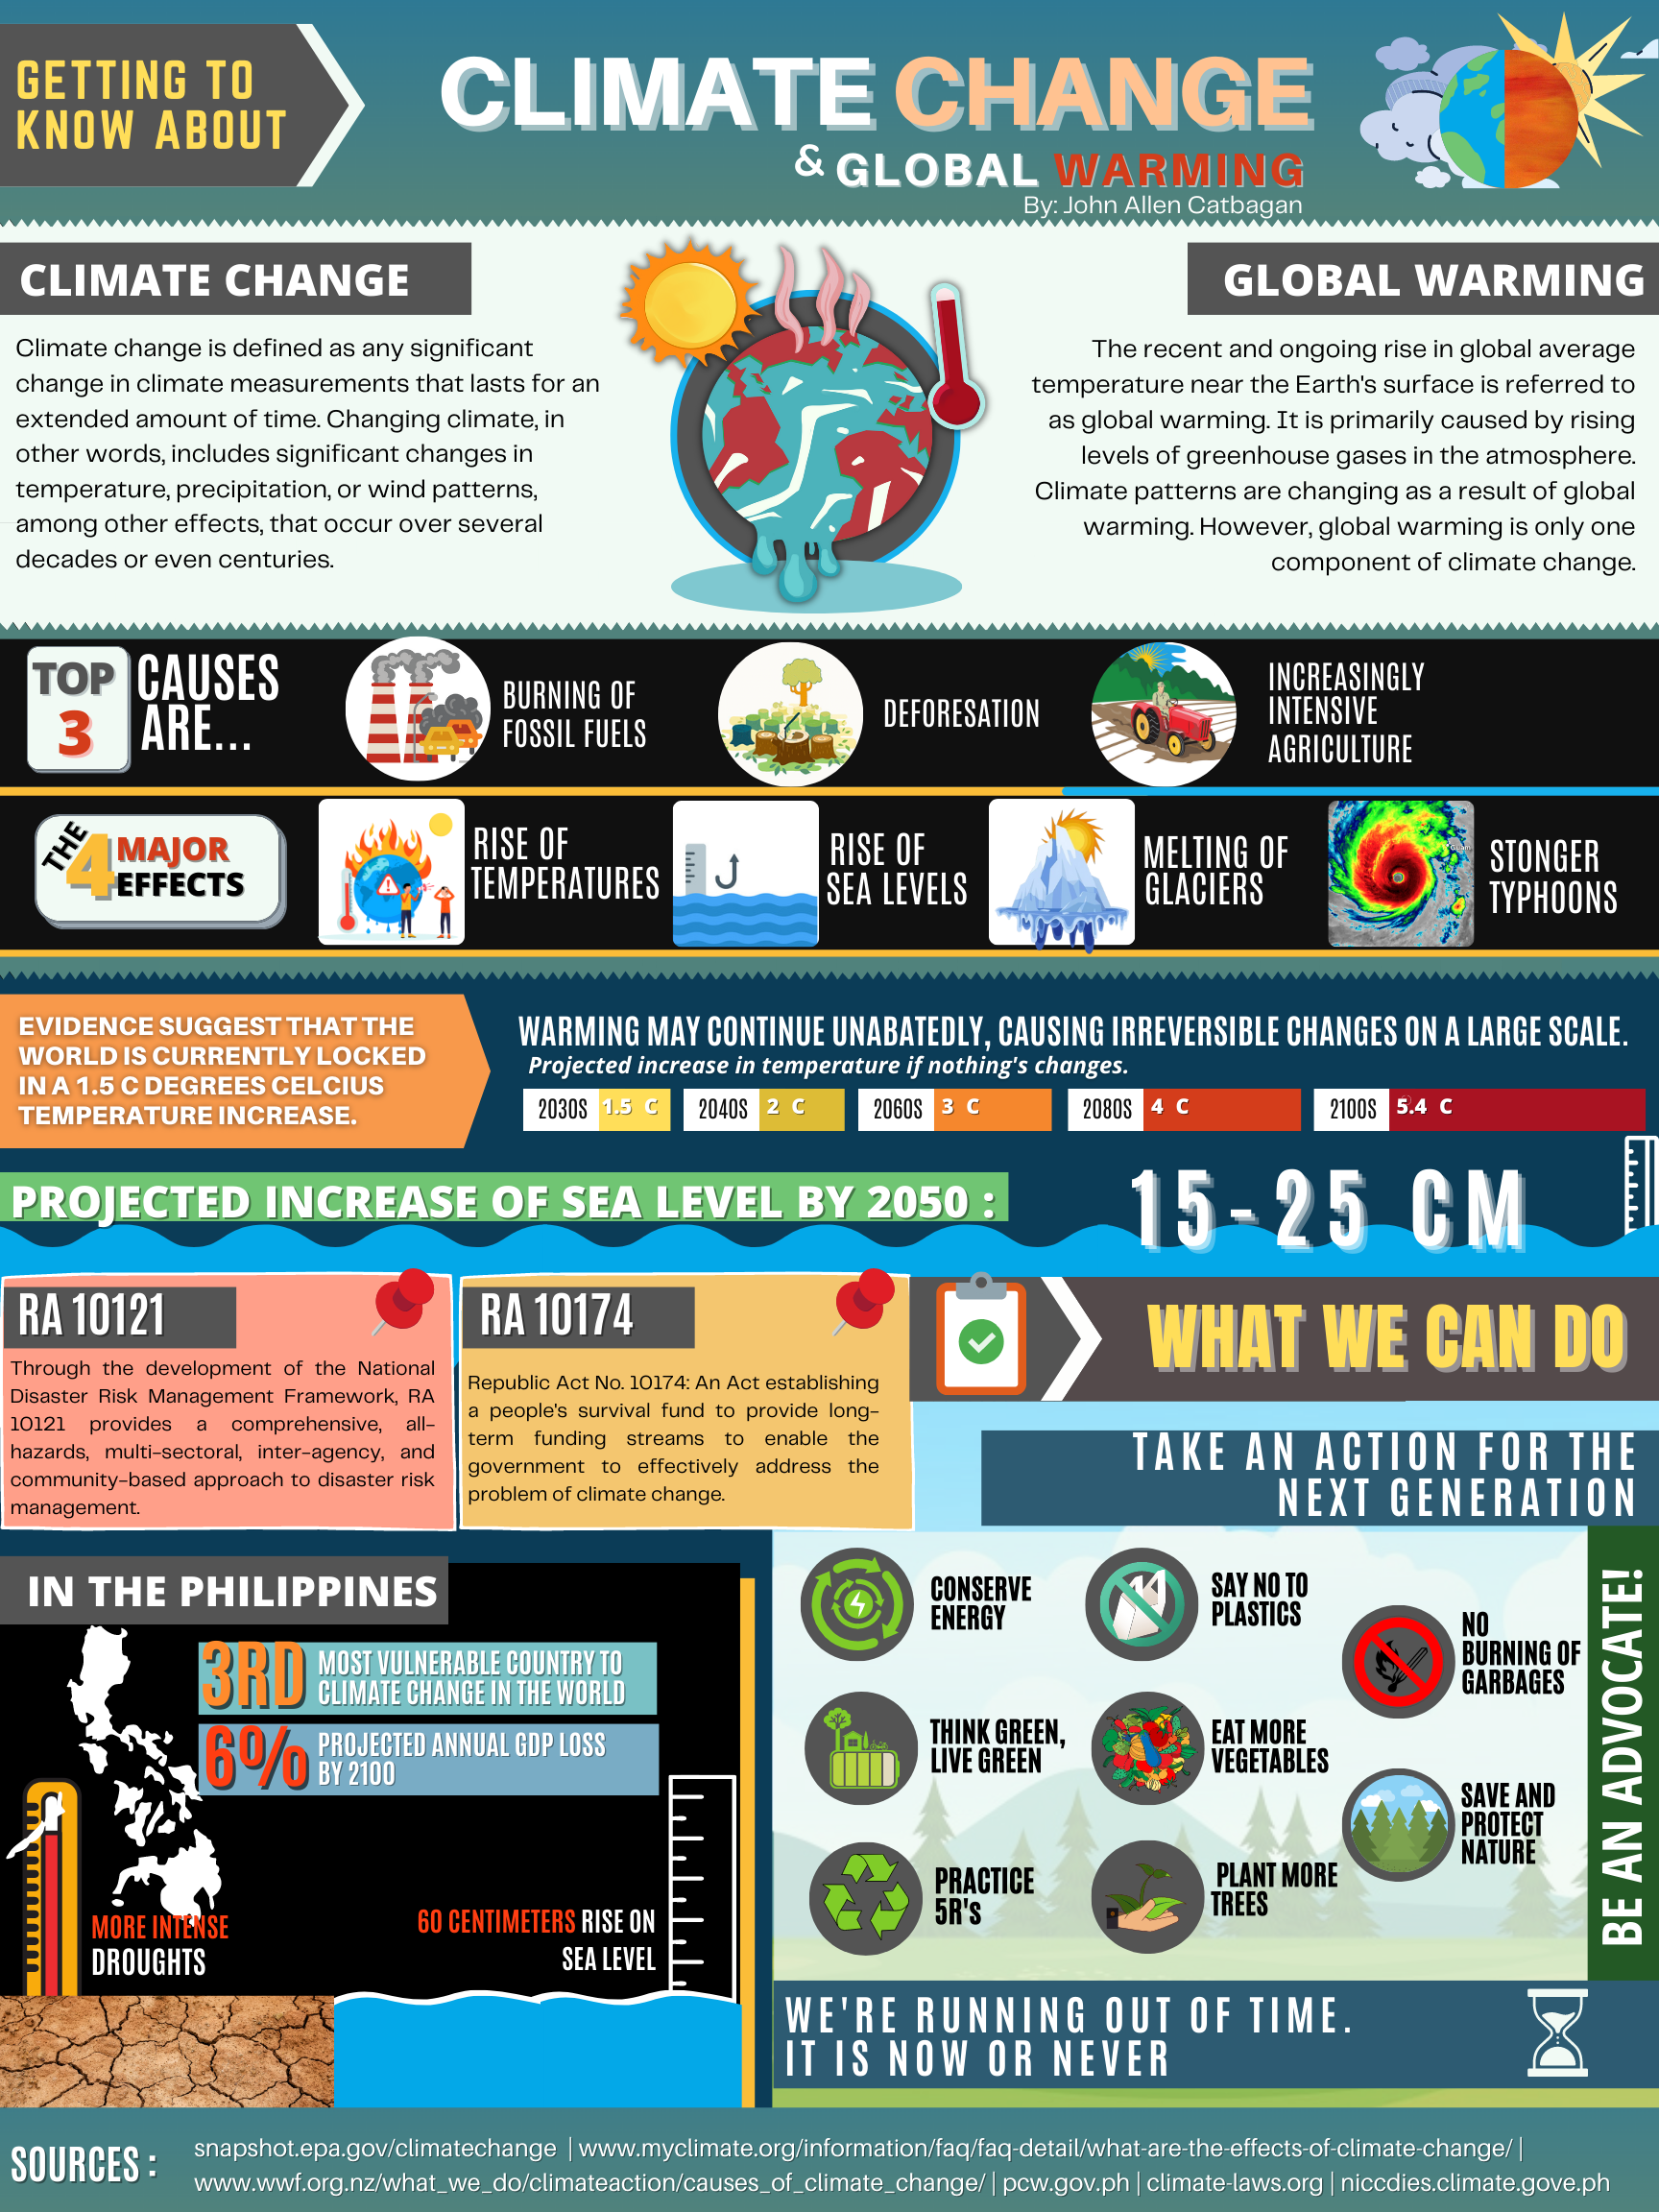 GETTING TO
KNOW ABOUT
CLIMATE CHANGE
& GLOBAL WARMING
By: John Allen Catbagan
CLIMATE CHANGE
Climate change is defined as any significant
change in climate measurements that lasts for an
extended amount of time. Changing climate, in
other words, includes significant changes in
temperature, precipitation, or wind patterns,
among other effects, that occur over several
decades or even centuries.
GLOBAL WARMING
The recent and ongoing rise in global average
temperature near the Earth's surface is referred to
as global warming. It is primarily caused by rising
levels of greenhouse gases in the atmosphere.
Climate patterns are changing as a result of global
warming. However, global warming is only one
component of climate change.
TOP
3
CAUSES
ARE...
BURNING OF
FOSSIL FUELS
DEFORESATION
INCREASINGLY
INTENSIVE
AGRICULTURE
THE
4
MAJOR
EFFECTS
RISE OF
TEMPERATURES
RISE OF
SEA LEVELS
MELTING OF
GLACIERS
STONGER
TYPHOONS
EVIDENCE SUGGEST THAT THE
WORLD IS CURRENTLY LOCKED
IN A 1.5 C DEGREES CELCIUS
TEMPERATURE INCREASE.
WARMING MAY CONTINUE UNABATEDLY, CAUSING IRREVERSIBLE CHANGES ON A LARGE SCALE.
Projected increase in temperature if nothing's changes.
2030S 1.5 C 2040S 2 C 2060S 3 C 2080S 4 C 2100S 5.4 C
PROJECTED INCREASE OF SEA LEVEL BY 2050 :
15-25 CM
RA 10121
Through the development of the National
Disaster Risk Management Framework, RA
10121 provides a comprehensive, all-
hazards, multi-sectoral, inter-agency, and
community-based approach to disaster risk
management.
RA 10174
Republic Act No. 10174: An Act establishing
a people's survival fund to provide long-
term funding streams to enable the
government to effectively address the
problem of climate change.
WHAT WE CAN DO
TAKE AN ACTION FOR THE
NEXT GENERATION
IN THE PHILIPPINES
3RD
MOST VULNERABLE COUNTRY TO
CLIMATE CHANGE IN THE WORLD
6%
PROJECTED ANNUAL GDP LOSS
BY 2100
MORE INTENSE
DROUGHTS
60 CENTIMETERS RISE ON
SEA LEVEL
CONSERVE
ENERGY
SAY NO TO
PLASTICS
NO
BURNING OF
GARBAGES
THINK GREEN,
LIVE GREEN
EAT MORE
VEGETABLES
SAVE AND
PROTECT
NATURE
PRACTICE
5R's
PLANT MORE
TREES
BE AN ADVOCATE!
WE'RE RUNNING OUT OF TIME.
IT IS NOW OR NEVER
SOURCES :
snapshot.epa.gov/climatechange | www.myclimate.org/information/faq/faq-detail/what-are-the-effects-of-climate-change/ |
www.wwf.org.nz/what_we_do/climateaction/causes_of_climate_change/ | pcw.gov.ph | climate-laws.org | niccdies.climate.gove.ph